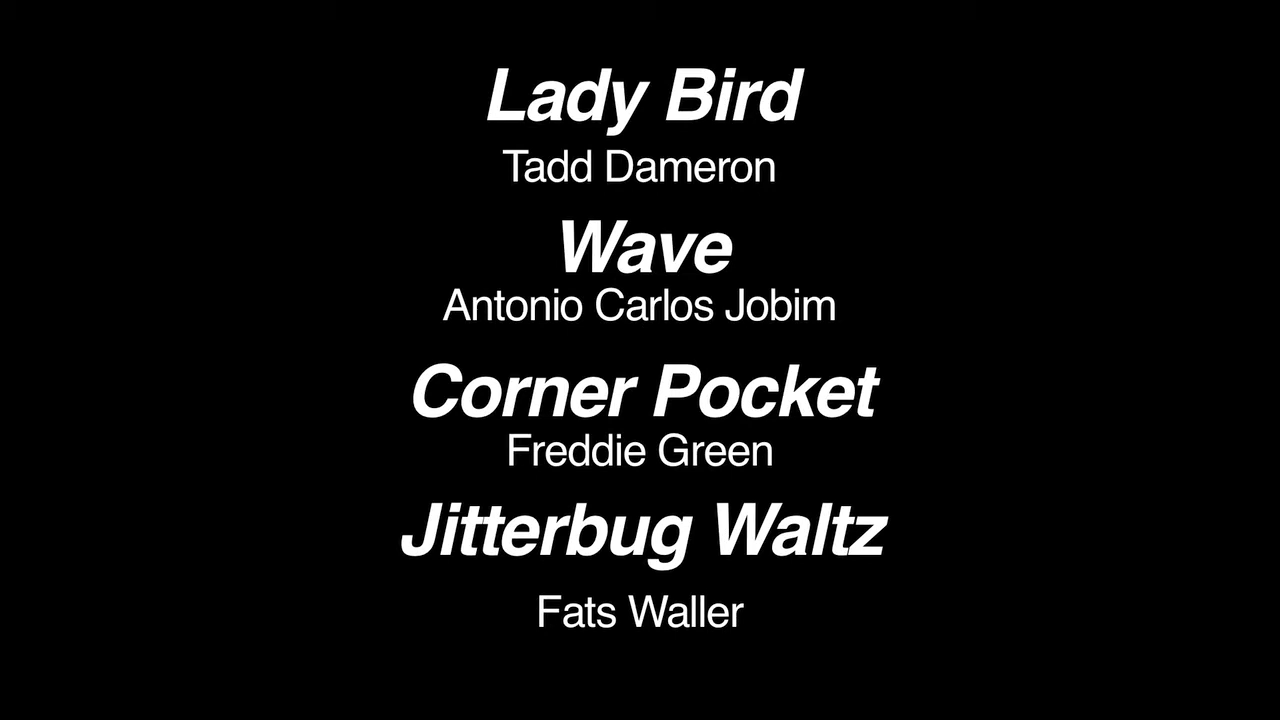 Lady Bird
Tadd Dameron
Wave
Antonio Carlos Jobim
Corner Pocket
Freddie Green
Jitterbug Waltz
Fats Waller